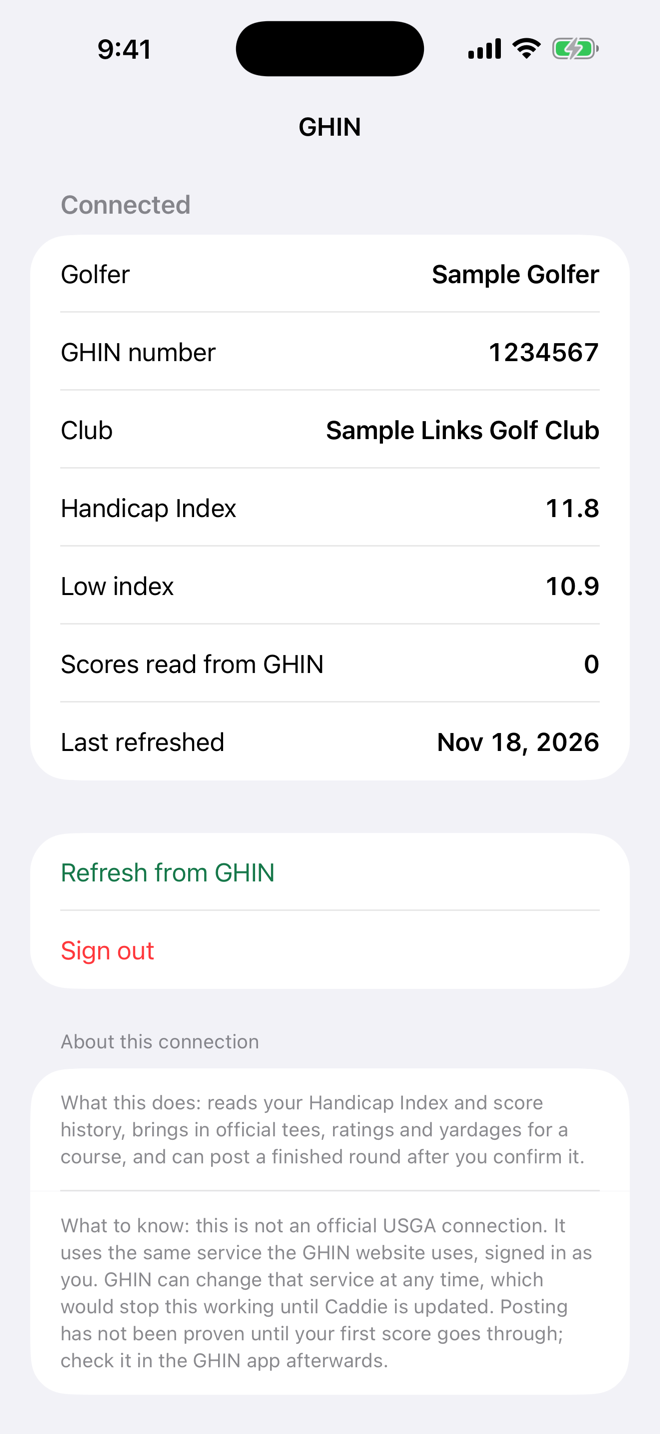 9:41
GHIN
Connected
Golfer Sample Golfer
GHIN number 1234567
Club Sample Links Golf Club
Handicap Index 11.8
Low index 10.9
Scores read from GHIN 0
Last refreshed Nov 18, 2026
Refresh from GHIN
Sign out
About this connection
What this does: reads your Handicap Index and score
history, brings in official tees, ratings and yardages for a
course, and can post a finished round after you confirm it.
What to know: this is not an official USGA connection. It
uses the same service the GHIN website uses, signed in as
you. GHIN can change that service at any time, which
would stop this working until Caddie is updated. Posting
has not been proven until your first score goes through;
check it in the GHIN app afterwards.